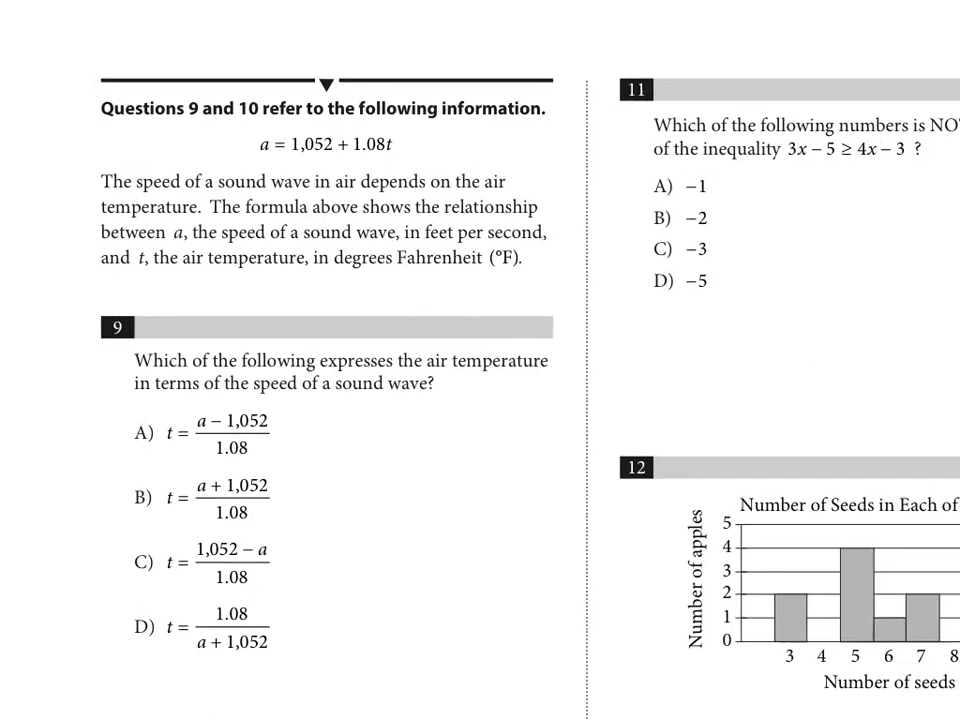 Questions 9 and 10 refer to the following information.
a = 1,052 + 1.08t
The speed of a sound wave in air depends on the air
temperature. The formula above shows the relationship
between a, the speed of a sound wave, in feet per second,
and t, the air temperature, in degrees Fahrenheit (°F).
9
Which of the following expresses the air temperature
in terms of the speed of a sound wave?
A) t = a − 1,052
1.08
B) t = a + 1,052
1.08
C) t = 1,052 − a
1.08
D) t = 1.08
a + 1,052
11
Which of the following numbers is
of the inequality 3x − 5 ≥ 4x − 3 ?
A) −1
B) −2
C) −3
D) −5
12
Number of Seeds in Each of
Number of apples
5
4
3
2
1
0
3 4 5 6 7 8
Number of seeds